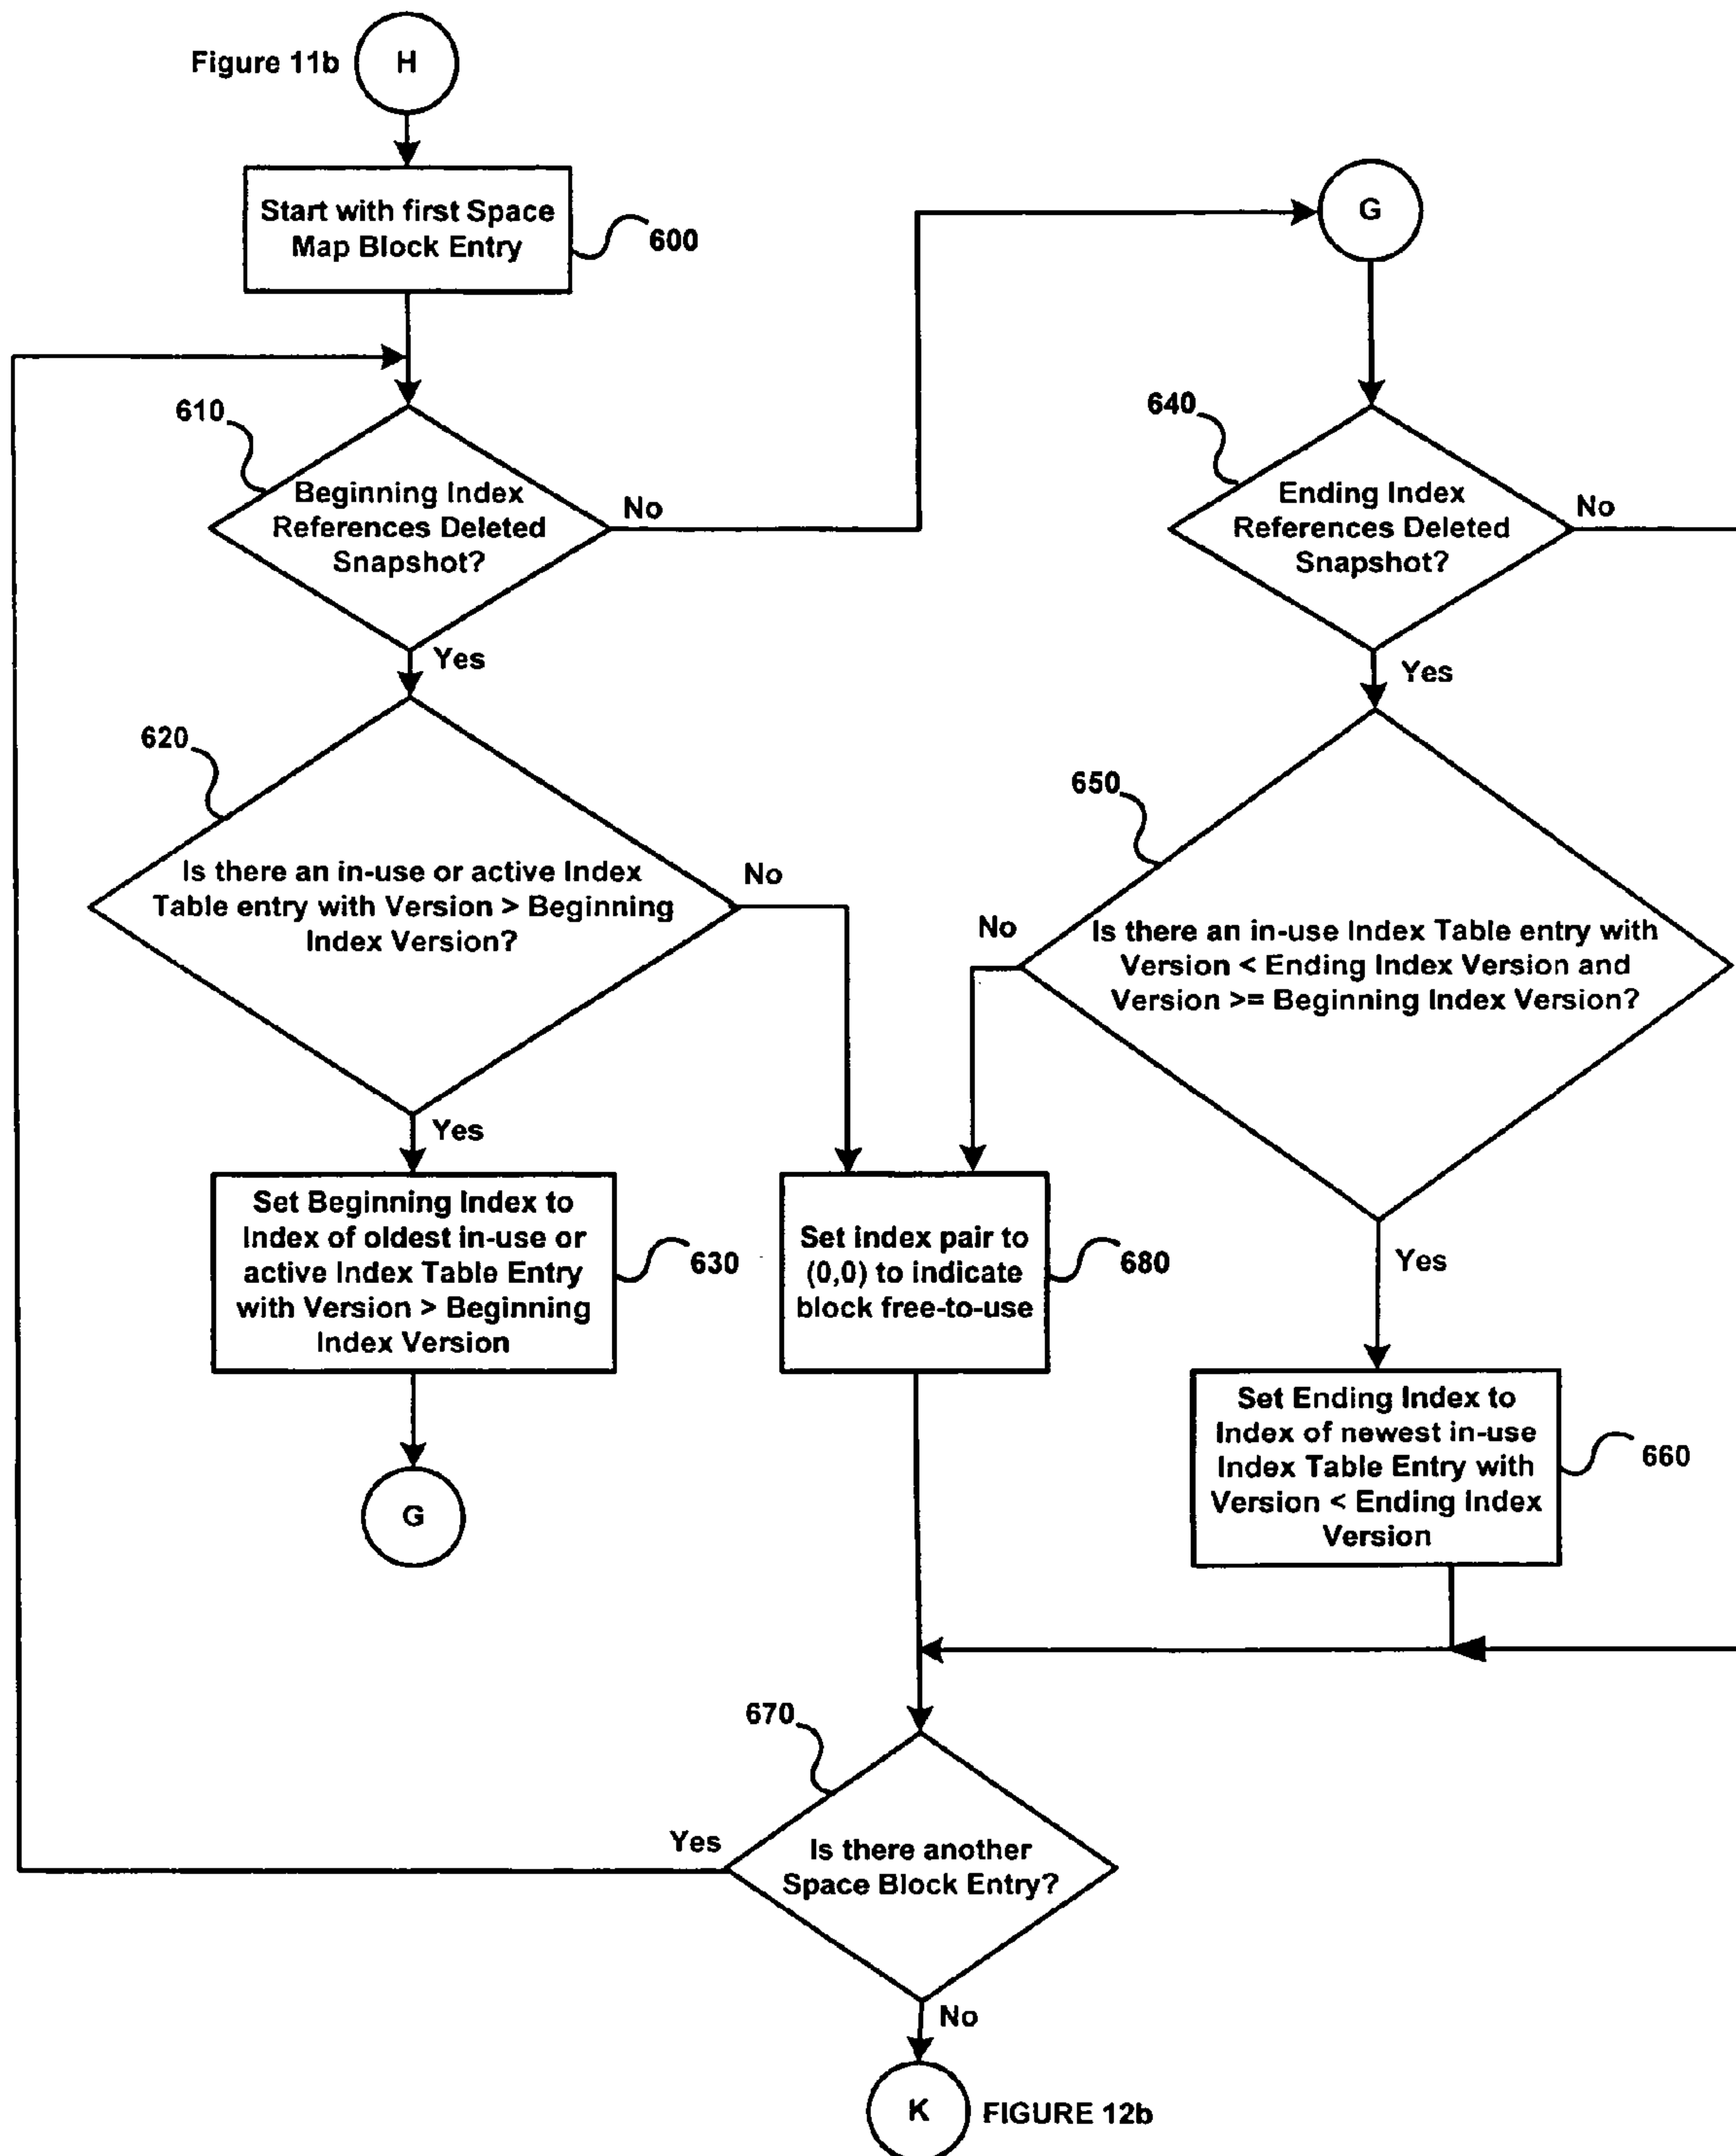 Figure 11b
H
Start with first Space
Map Block Entry
600
610
Beginning Index
References Deleted
Snapshot?
No
Yes
620
Is there an in-use or active Index
Table entry with Version > Beginning
Index Version?
No
Yes
Set Beginning Index to
Index of oldest in-use or
active Index Table Entry
with Version > Beginning
Index Version
630
G
G
640
Ending Index
References Deleted
Snapshot?
No
Yes
650
Is there an in-use Index Table entry with
Version < Ending Index Version and
Version >= Beginning Index Version?
No
Yes
Set index pair to
(0,0) to indicate
block free-to-use
680
Set Ending Index to
Index of newest in-use
Index Table Entry with
Version < Ending Index
Version
660
670
Is there another
Space Block Entry?
Yes
No
K
FIGURE 12b